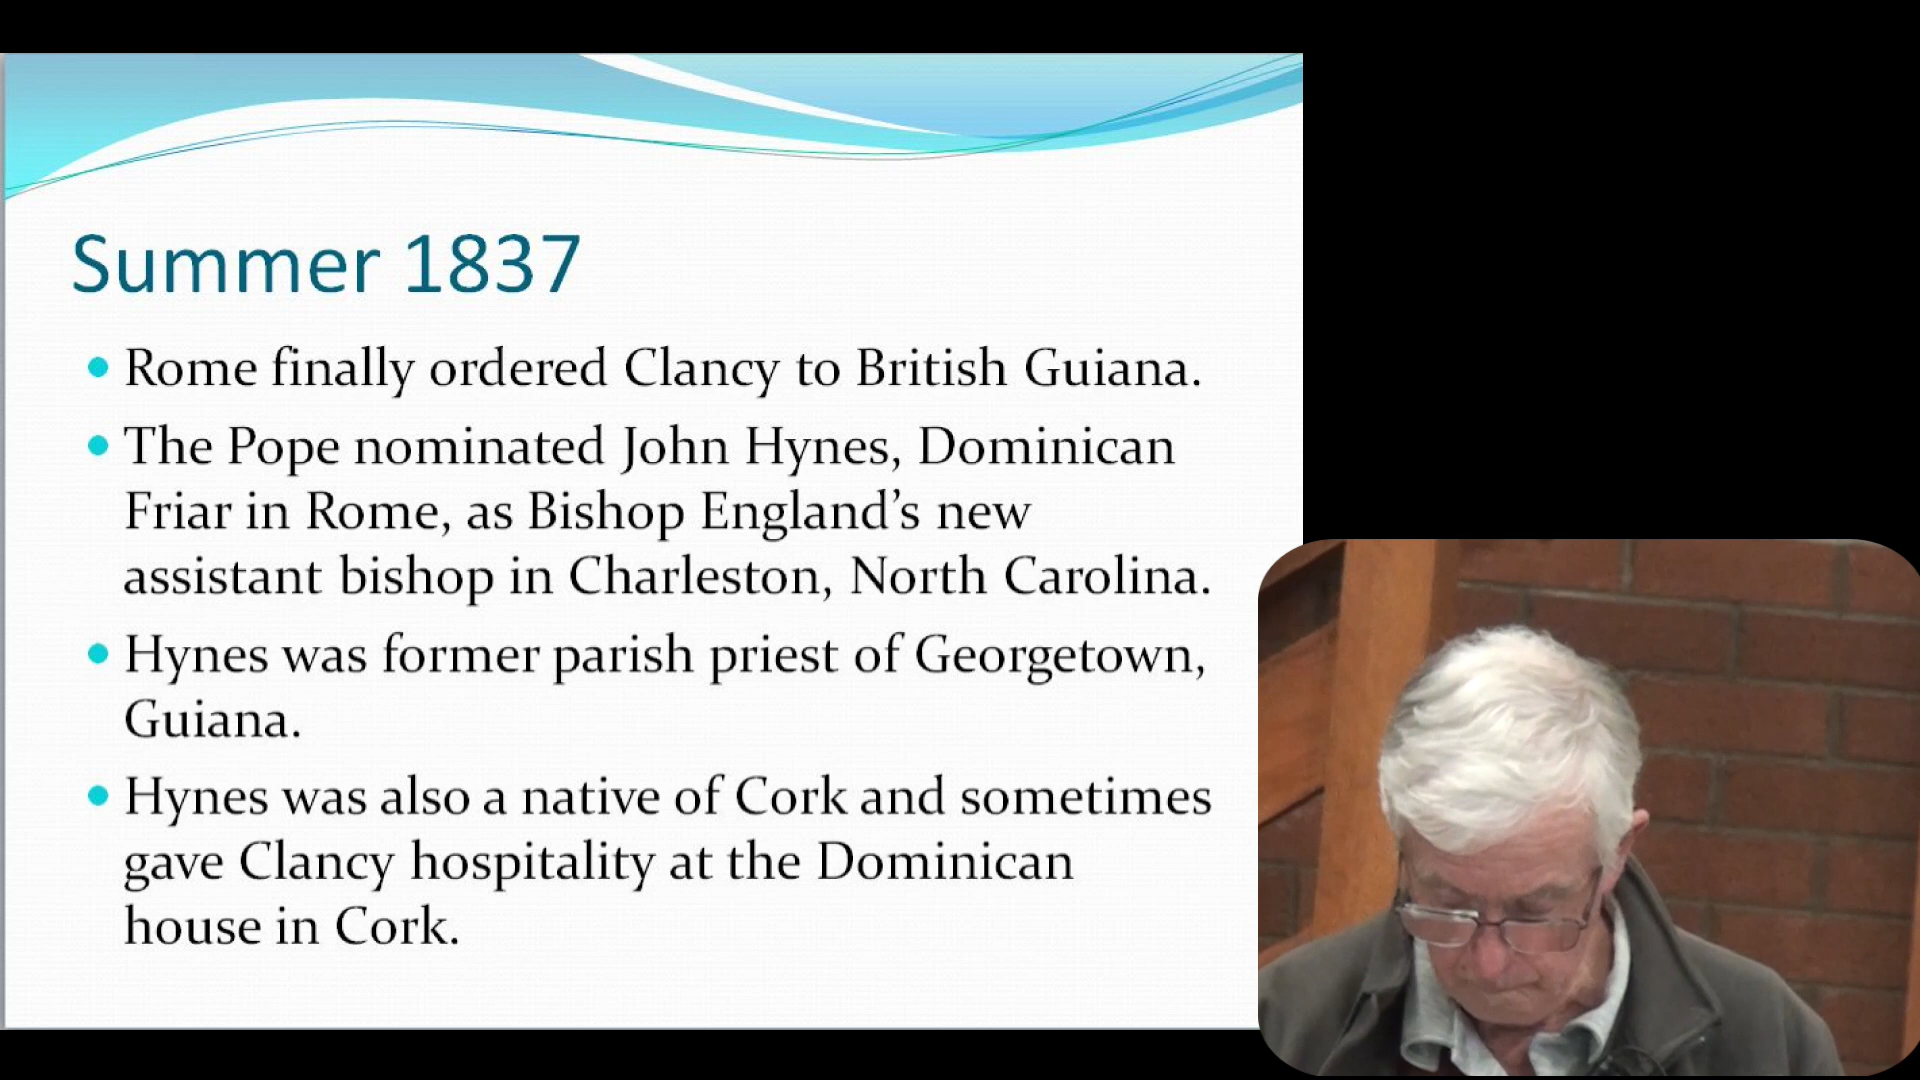 Summer 1837
Rome finally ordered Clancy to British Guiana.
The Pope nominated John Hynes, Dominican
Friar in Rome, as Bishop England’s new
assistant bishop in Charleston, North Carolina.
Hynes was former parish priest of Georgetown,
Guiana.
Hynes was also a native of Cork and sometimes
gave Clancy hospitality at the Dominican
house in Cork.